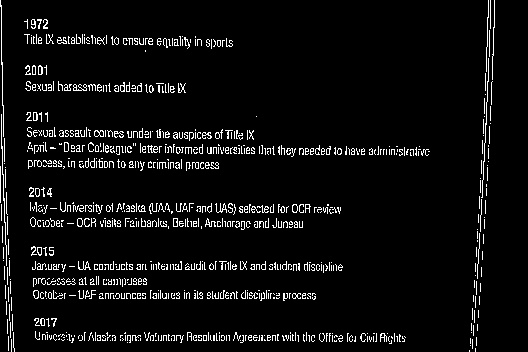 1972
Title IX established to ensure equality in sports
2001
Sexual harassment added to Title IX
2011
Sexual assault comes under the auspices of Title IX
April – "Dear Colleague" letter informed universities that they needed to have administrative
process, in addition to any criminal process
2014
May – University of Alaska (UAA, UAF and UAS) selected for OCR review
October – OCR visits Fairbanks, Bethel, Anchorage and Juneau
2015
January – UA conducts an internal audit of Title IX and student discipline
processes at all campuses
October – UAF announces failures in its student discipline process
2017
University of Alaska signs Voluntary Resolution Agreement with the Office for Civil Rights